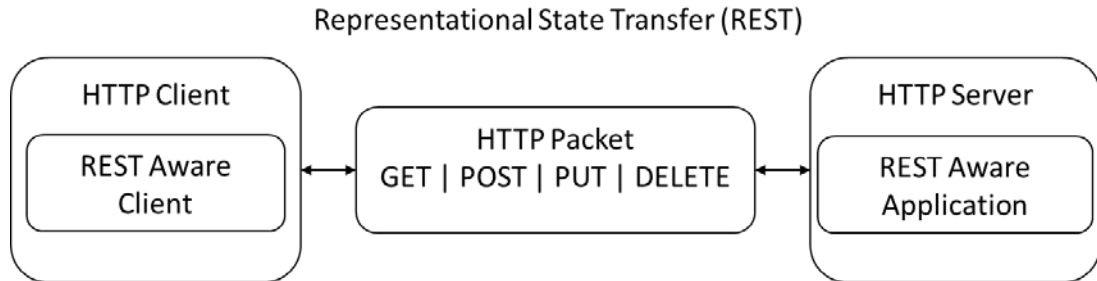 Representational State Transfer (REST)
HTTP Client
REST Aware
Client
HTTP Packet
GET | POST | PUT | DELETE
HTTP Server
REST Aware
Application